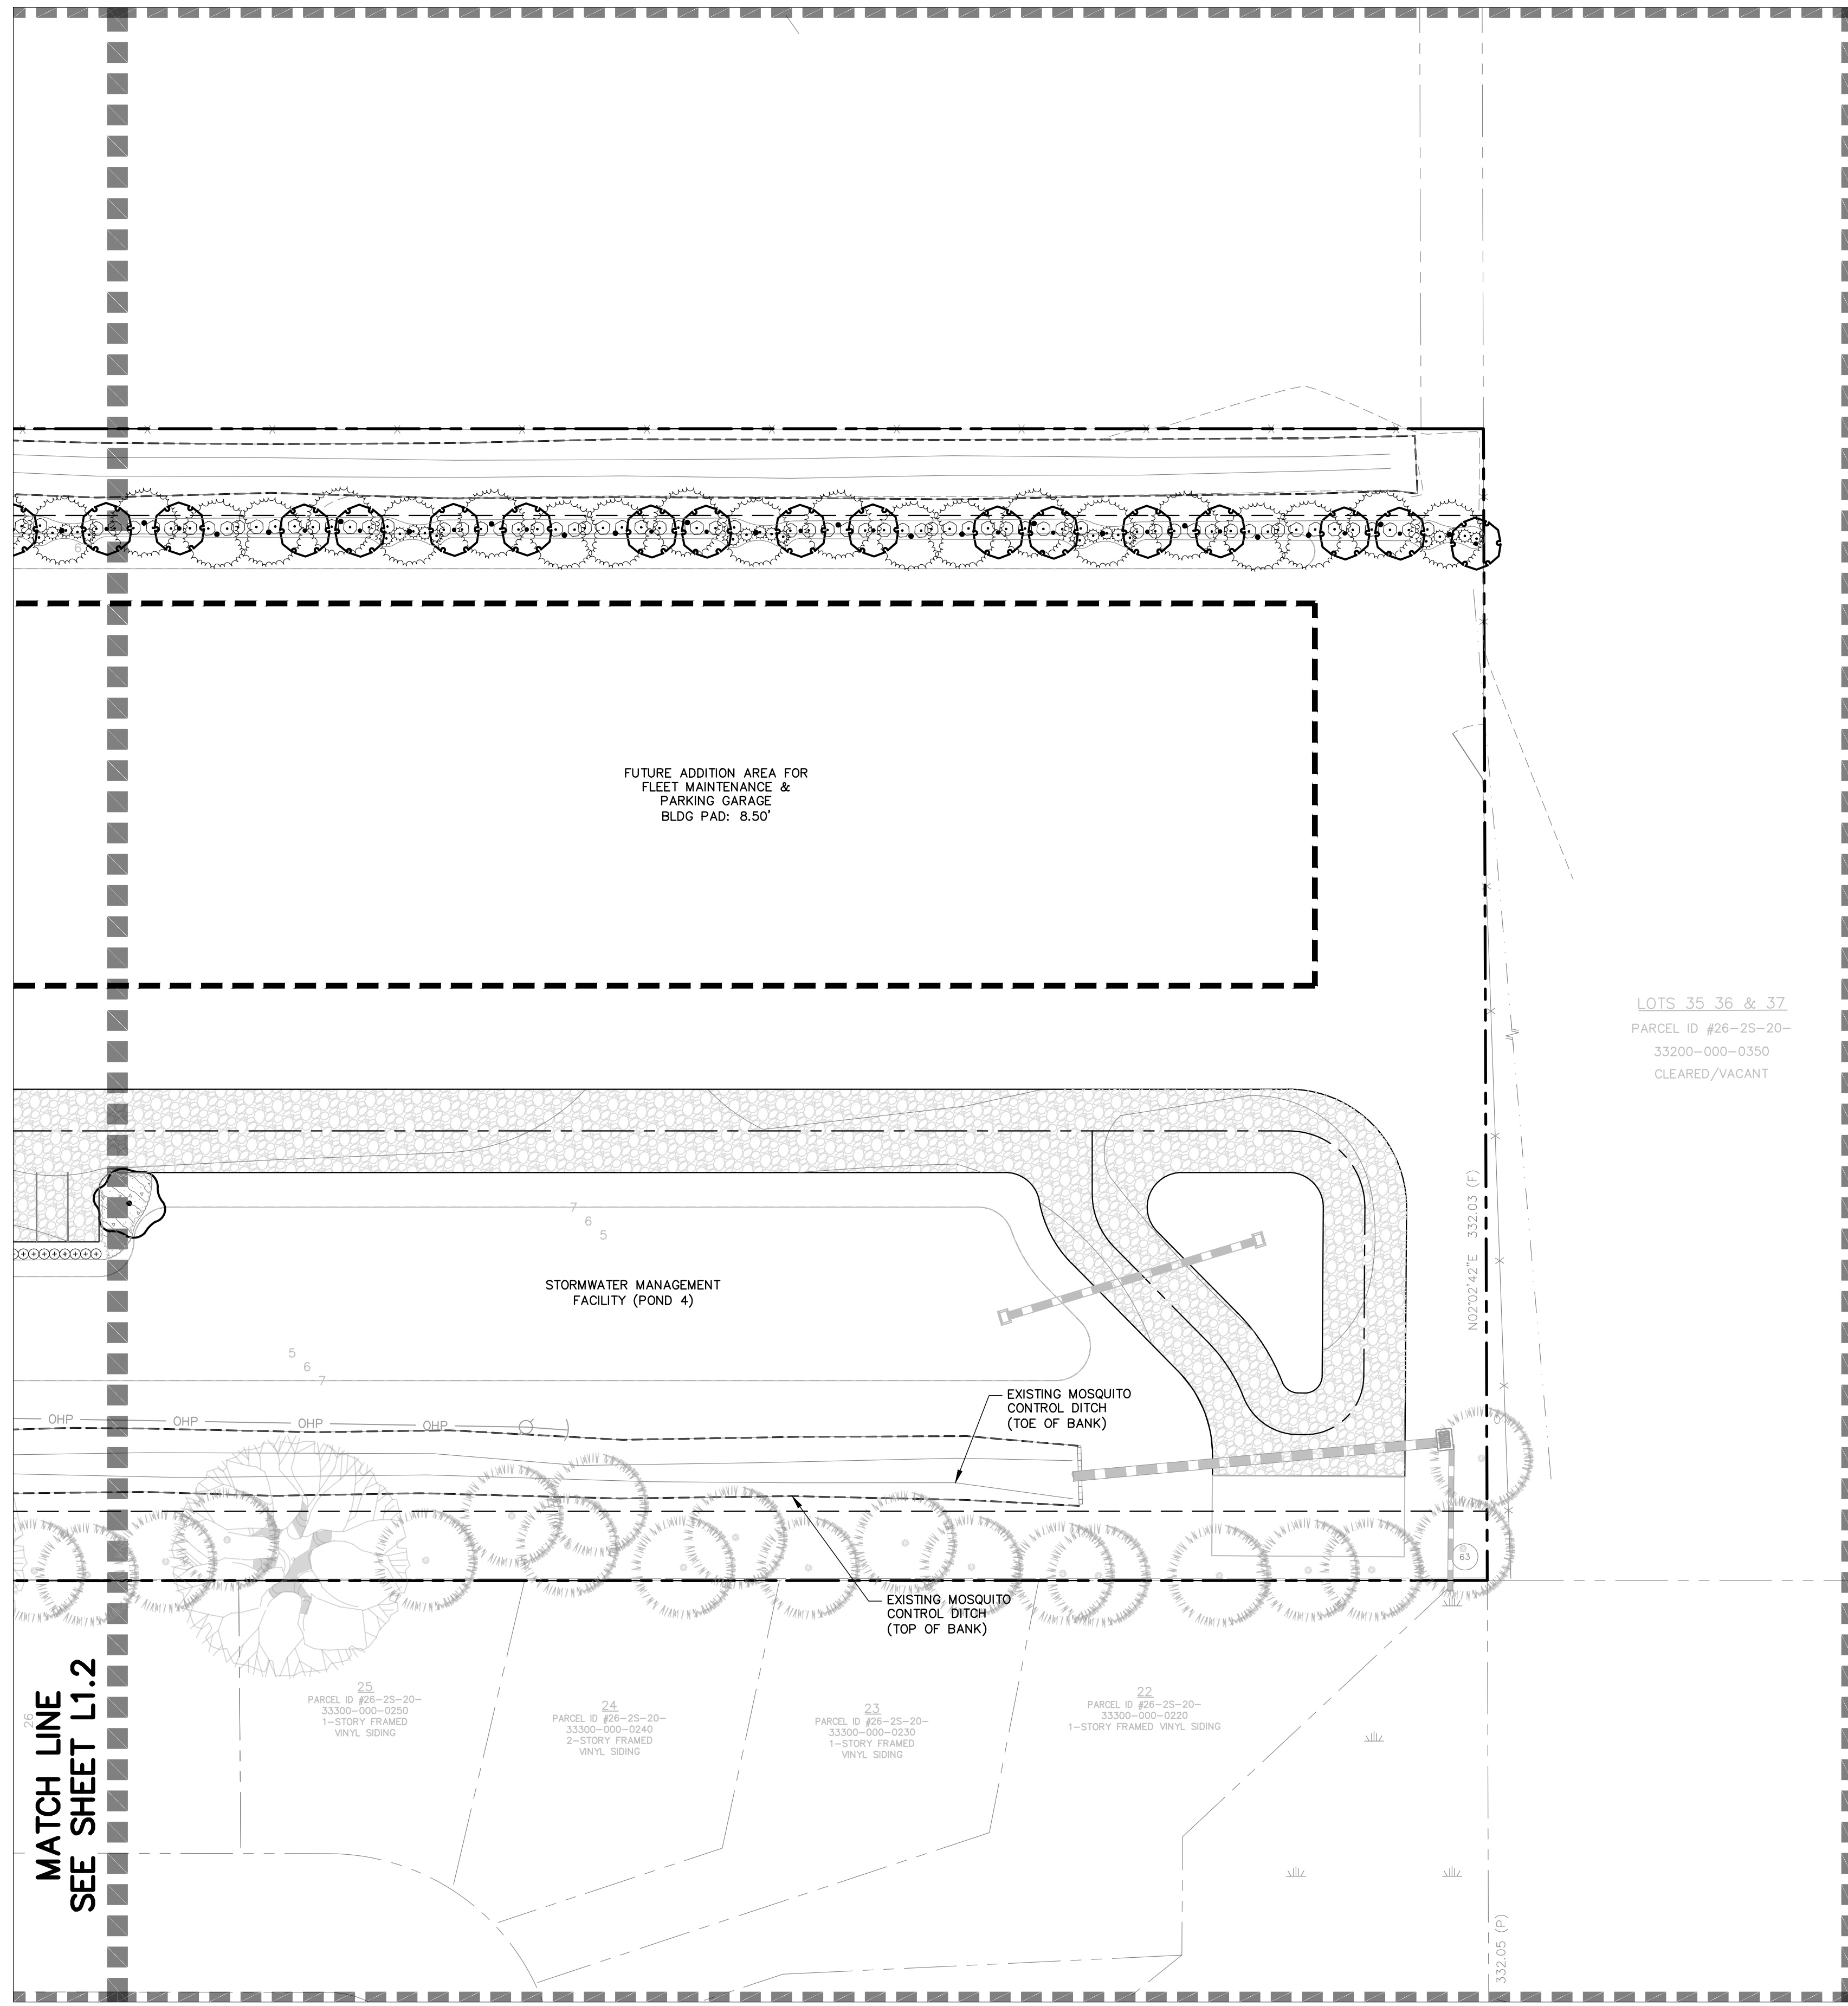 6
FUTURE ADDITION AREA FOR
FLEET MAINTENANCE &
PARKING GARAGE
BLDG PAD: 8.50'
LOTS 35 36 & 37
PARCEL ID #26-2S-20-
33200-000-0350
CLEARED/VACANT
N02°02'42"E 332.03 (F)
7
6
5
STORMWATER MANAGEMENT
FACILITY (POND 4)
5
6
7
OHP OHP OHP OHP
EXISTING MOSQUITO
CONTROL DITCH
(TOE OF BANK)
63
EXISTING MOSQUITO
CONTROL DITCH
(TOP OF BANK)
MATCH LINE
SEE SHEET L1.2
26
25
PARCEL ID #26-2S-20-
33300-000-0250
1-STORY FRAMED
VINYL SIDING
24
PARCEL ID #26-2S-20-
33300-000-0240
2-STORY FRAMED
VINYL SIDING
23
PARCEL ID #26-2S-20-
33300-000-0230
1-STORY FRAMED
VINYL SIDING
22
PARCEL ID #26-2S-20-
33300-000-0220
1-STORY FRAMED VINYL SIDING
332.05 (P)